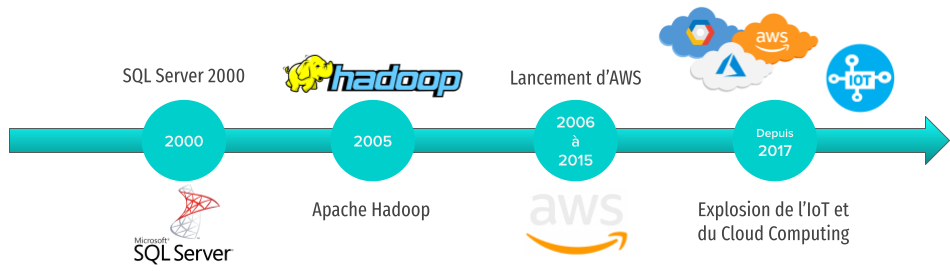 SQL Server 2000
hadoop
Lancement d’AWS
aws
IOT
2000
2005
2006
à
2015
Depuis
2017
Microsoft®
SQL Server
Apache Hadoop
aws
Explosion de l’IoT et
du Cloud Computing